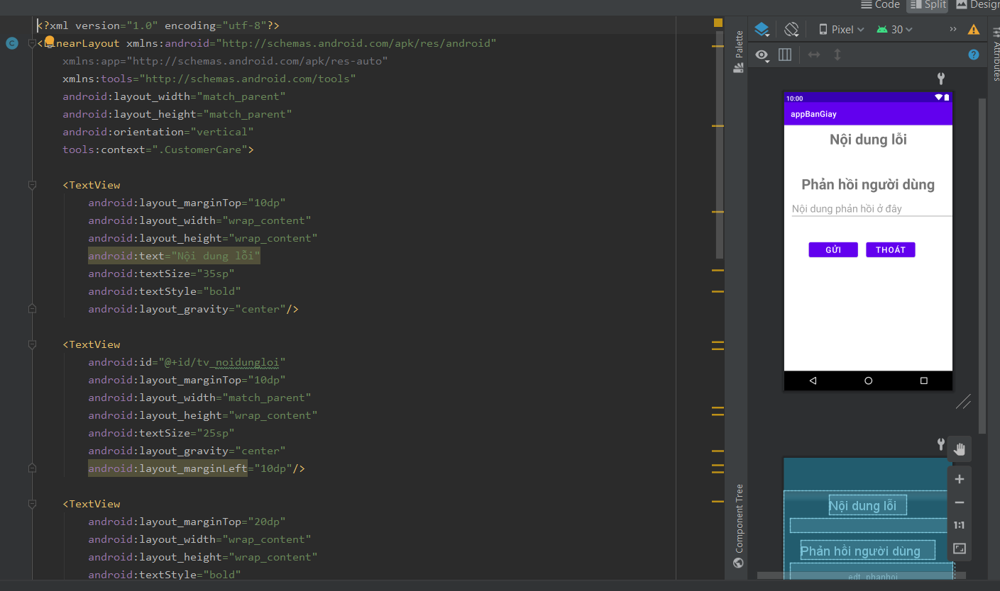 Code
Split
Design
<?xml version="1.0" encoding="utf-8"?>
C
<LinearLayout xmlns:android="http://schemas.android.com/apk/res/android"
xmlns:app="http://schemas.android.com/apk/res-auto"
xmlns:tools="http://schemas.android.com/tools"
android:layout_width="match_parent"
android:layout_height="match_parent"
android:orientation="vertical"
tools:context=".CustomerCare">
<TextView
android:layout_marginTop="10dp"
android:layout_width="wrap_content"
android:layout_height="wrap_content"
android:text="Nội dung lỗi"
android:textSize="35sp"
android:textStyle="bold"
android:layout_gravity="center"/>
<TextView
android:id="@+id/tv_noidungloi"
android:layout_marginTop="10dp"
android:layout_width="match_parent"
android:layout_height="wrap_content"
android:textSize="25sp"
android:layout_gravity="center"
android:layout_marginLeft="10dp"/>
<TextView
android:layout_marginTop="20dp"
android:layout_width="wrap_content"
android:layout_height="wrap_content"
android:textStyle="bold"
Palette
Component Tree
Pixel
30
?
Attributes
10:00
appBanGiay
Nội dung lỗi
Phản hồi người dùng
Nội dung phản hồi ở đây
GỬI
THOÁT
Nội dung lỗi
Phản hồi người dùng
edt_phanhoi
1:1